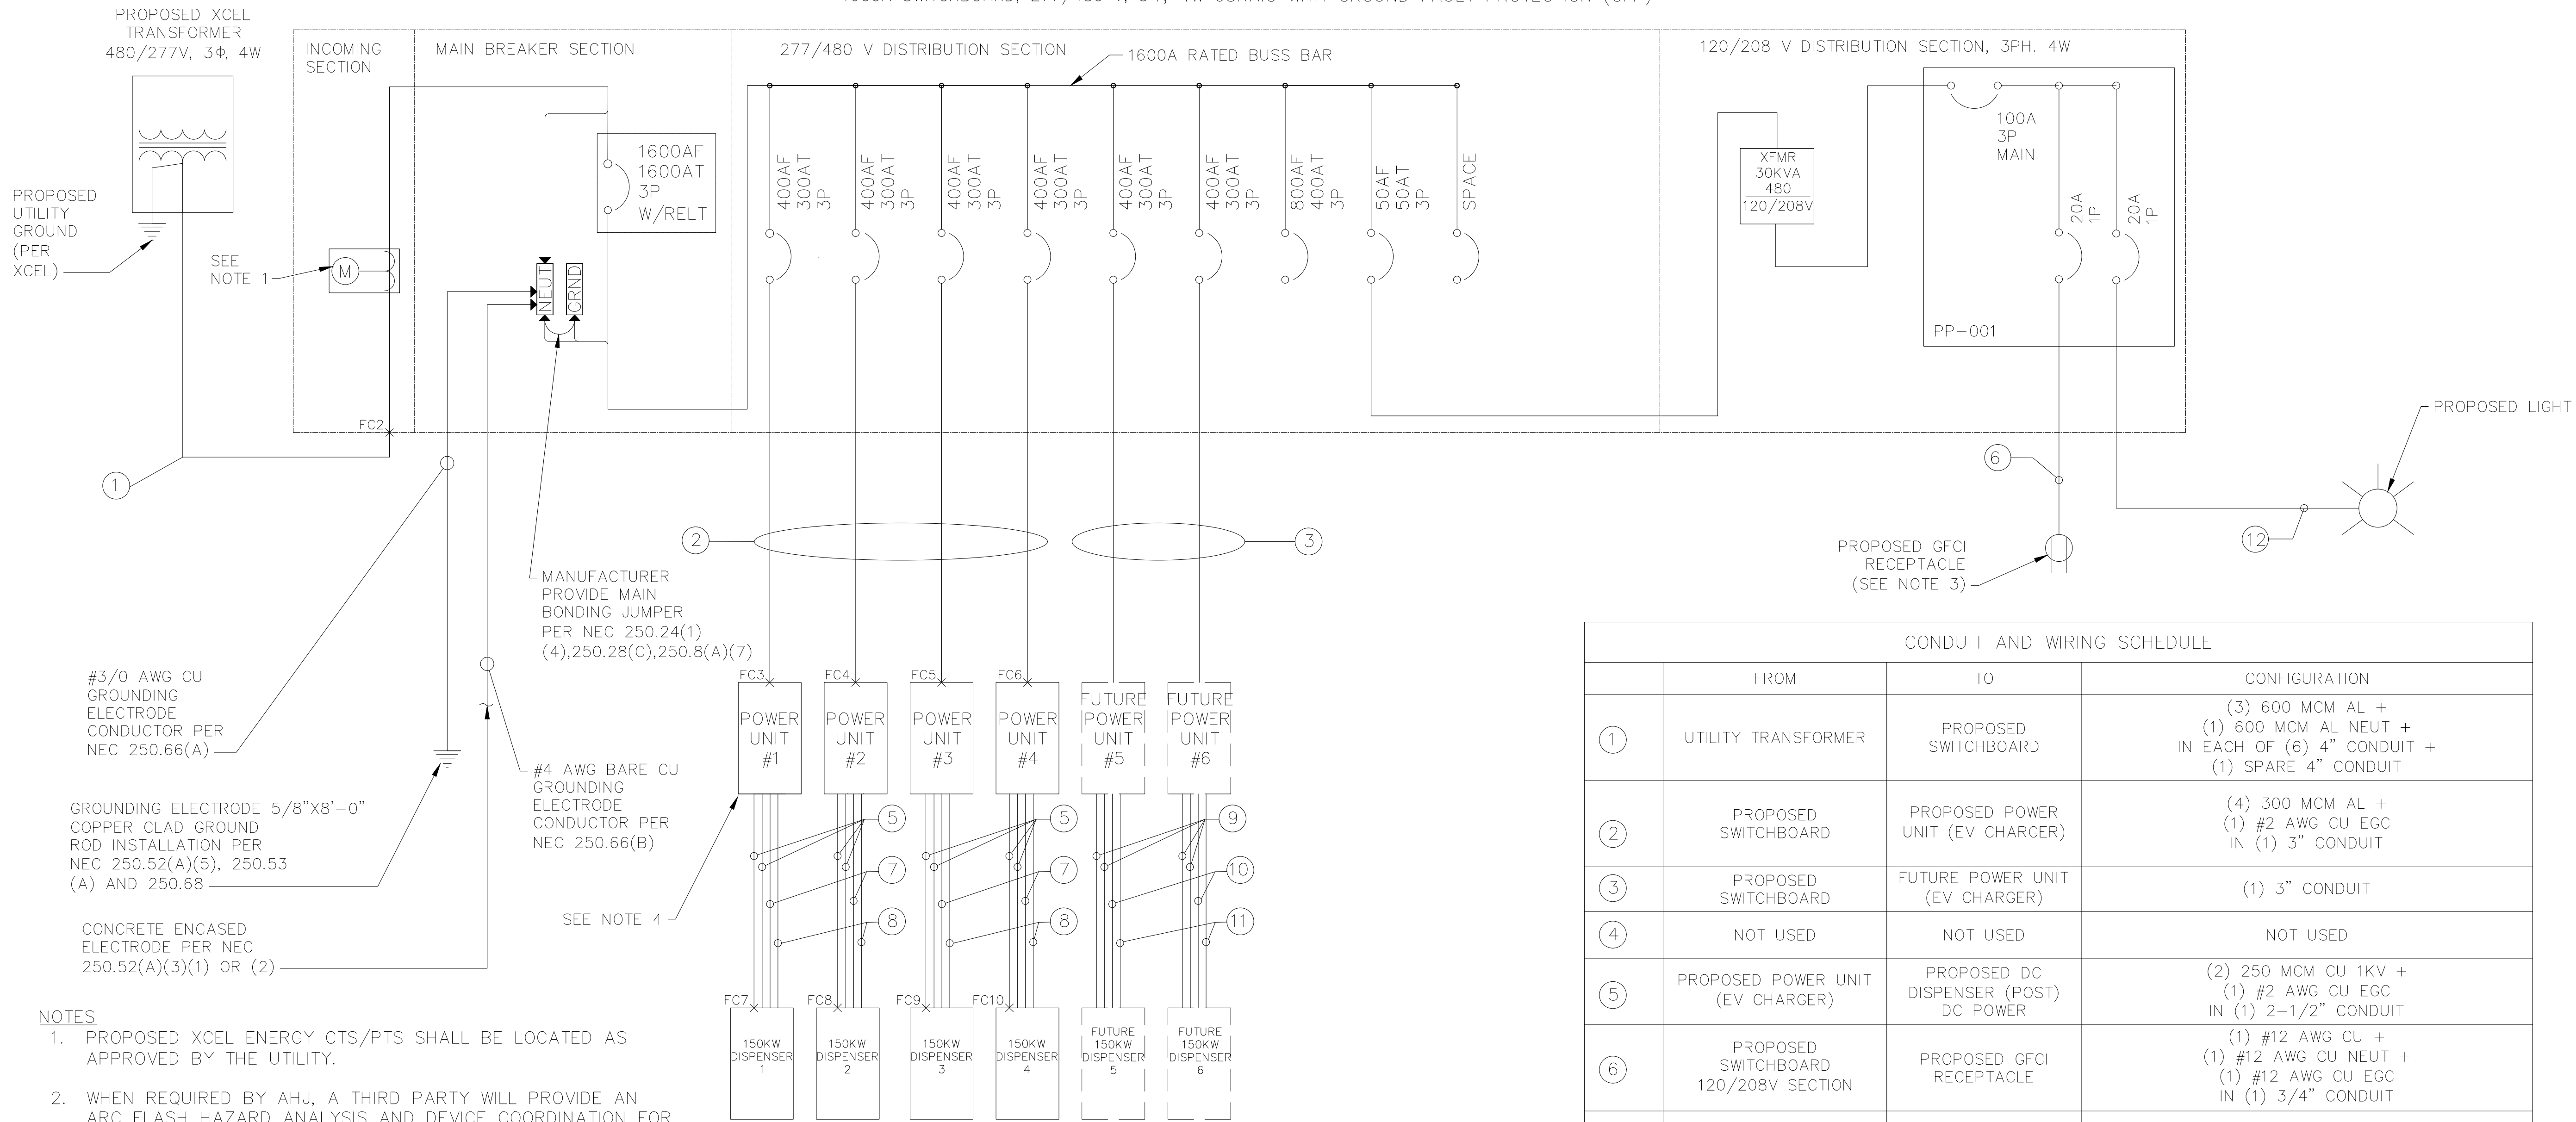 PROPOSED XCEL
TRANSFORMER
480/277V, 3Φ, 4W
INCOMING
SECTION
MAIN BREAKER SECTION
277/480 V DISTRIBUTION SECTION
1600A RATED BUSS BAR
120/208 V DISTRIBUTION SECTION, 3PH. 4W
PROPOSED
UTILITY
GROUND
(PER
XCEL)
SEE
NOTE 1
M
1600AF
1600AT
3P
W/RELT
NEUT
GRND
400AF
300AT
3P
400AF
300AT
3P
400AF
300AT
3P
400AF
300AT
3P
400AF
300AT
3P
400AF
300AT
3P
800AF
400AT
3P
50AF
50AT
3P
SPACE
XFMR
30KVA
480
120/208V
100A
3P
MAIN
20A
1P
20A
1P
PP-001
FC2
1
PROPOSED LIGHT
6
12
2
3
PROPOSED GFCI
RECEPTACLE
(SEE NOTE 3)
MANUFACTURER
PROVIDE MAIN
BONDING JUMPER
PER NEC 250.24(1)
(4),250.28(C),250.8(A)(7)
#3/0 AWG CU
GROUNDING
ELECTRODE
CONDUCTOR PER
NEC 250.66(A)
#4 AWG BARE CU
GROUNDING
ELECTRODE
CONDUCTOR PER
NEC 250.66(B)
GROUNDING ELECTRODE 5/8"X8'-0"
COPPER CLAD GROUND
ROD INSTALLATION PER
NEC 250.52(A)(5), 250.53
(A) AND 250.68
CONCRETE ENCASED
ELECTRODE PER NEC
250.52(A)(3)(1) OR (2)
SEE NOTE 4
FC3
POWER
UNIT
#1
FC4
POWER
UNIT
#2
FC5
POWER
UNIT
#3
FC6
POWER
UNIT
#4
FUTURE
POWER
UNIT
#5
FUTURE
POWER
UNIT
#6
5
5
9
7
7
10
8
8
11
FC7
150KW
DISPENSER
1
FC8
150KW
DISPENSER
2
FC9
150KW
DISPENSER
3
FC10
150KW
DISPENSER
4
FUTURE
150KW
DISPENSER
5
FUTURE
150KW
DISPENSER
6
NOTES
1. PROPOSED XCEL ENERGY CTS/PTS SHALL BE LOCATED AS
APPROVED BY THE UTILITY.
2. WHEN REQUIRED BY AHJ, A THIRD PARTY WILL PROVIDE AN
ARC FLASH HAZARD ANALYSIS AND DEVICE COORDINATION FOR
CONDUIT AND WIRING SCHEDULE
FROM TO CONFIGURATION
1 UTILITY TRANSFORMER
PROPOSED
SWITCHBOARD
(3) 600 MCM AL +
(1) 600 MCM AL NEUT +
IN EACH OF (6) 4" CONDUIT +
(1) SPARE 4" CONDUIT
2
PROPOSED
SWITCHBOARD
PROPOSED POWER
UNIT (EV CHARGER)
(4) 300 MCM AL +
(1) #2 AWG CU EGC
IN (1) 3" CONDUIT
3
PROPOSED
SWITCHBOARD
FUTURE POWER UNIT
(EV CHARGER)
(1) 3" CONDUIT
4 NOT USED NOT USED NOT USED
5
PROPOSED POWER UNIT
(EV CHARGER)
PROPOSED DC
DISPENSER (POST)
DC POWER
(2) 250 MCM CU 1KV +
(1) #2 AWG CU EGC
IN (1) 2-1/2" CONDUIT
6
PROPOSED
SWITCHBOARD
120/208V SECTION
PROPOSED GFCI
RECEPTACLE
(1) #12 AWG CU +
(1) #12 AWG CU NEUT +
(1) #12 AWG CU EGC
IN (1) 3/4" CONDUIT